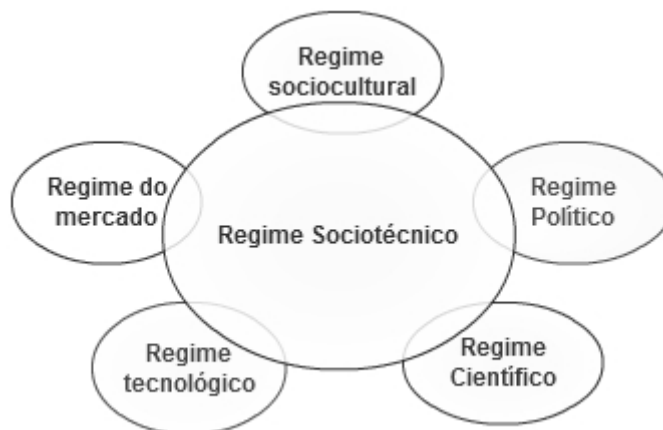 Regime
sociocultural
Regime do
mercado
Regime Sociotécnico
Regime
Político
Regime
tecnológico
Regime
Científico